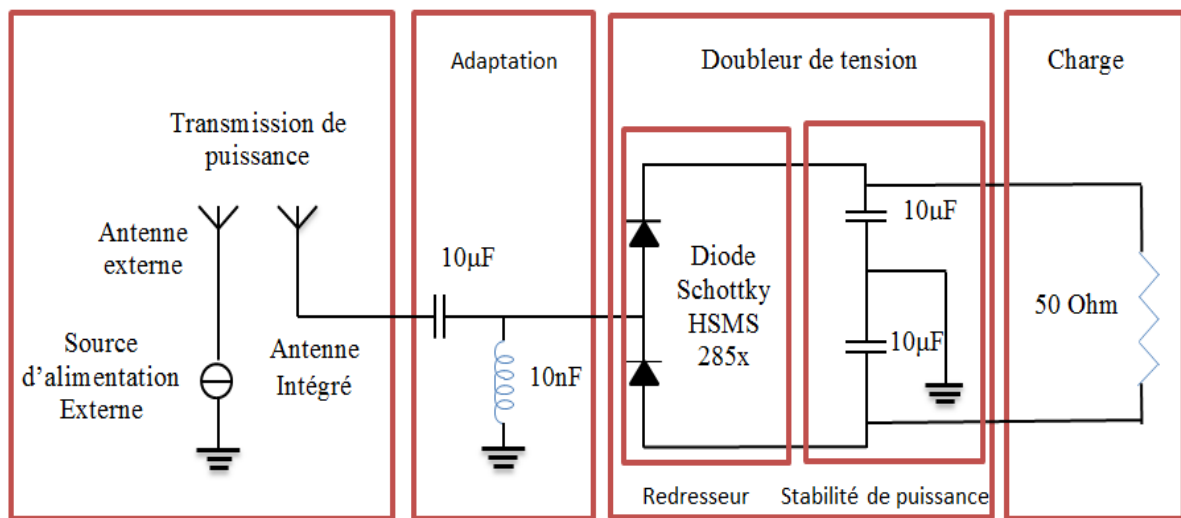 Transmission de
puissance
Antenne
externe
Source
d'alimentation
Externe
Antenne
Intégré
Adaptation
10µF
10nF
Doubleur de tension
Diode
Schottky
HSMS
285x
10µF
10µF
Redresseur
Stabilité de puissance
Charge
50 Ohm